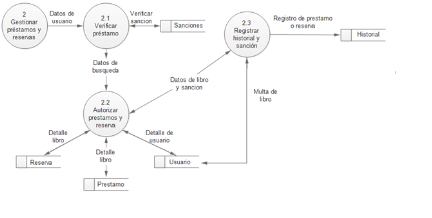 2
Gestionar
préstamos y
reservas
Datos de
usuario
2.1
Verificar
préstamo
Verificar
sancion
Sanciones
2.3
Registrar
historial y
sanción
Registro de prestamo
o reserva
Historial
Datos de
busqueda
Datos de libro
y sancion
2.2
Autorizar
prestamos y
reserva
Multa de
libro
Detalle
libro
Detalle
libro
Detalle de
usuario
Reserva
Usuario
Prestamo